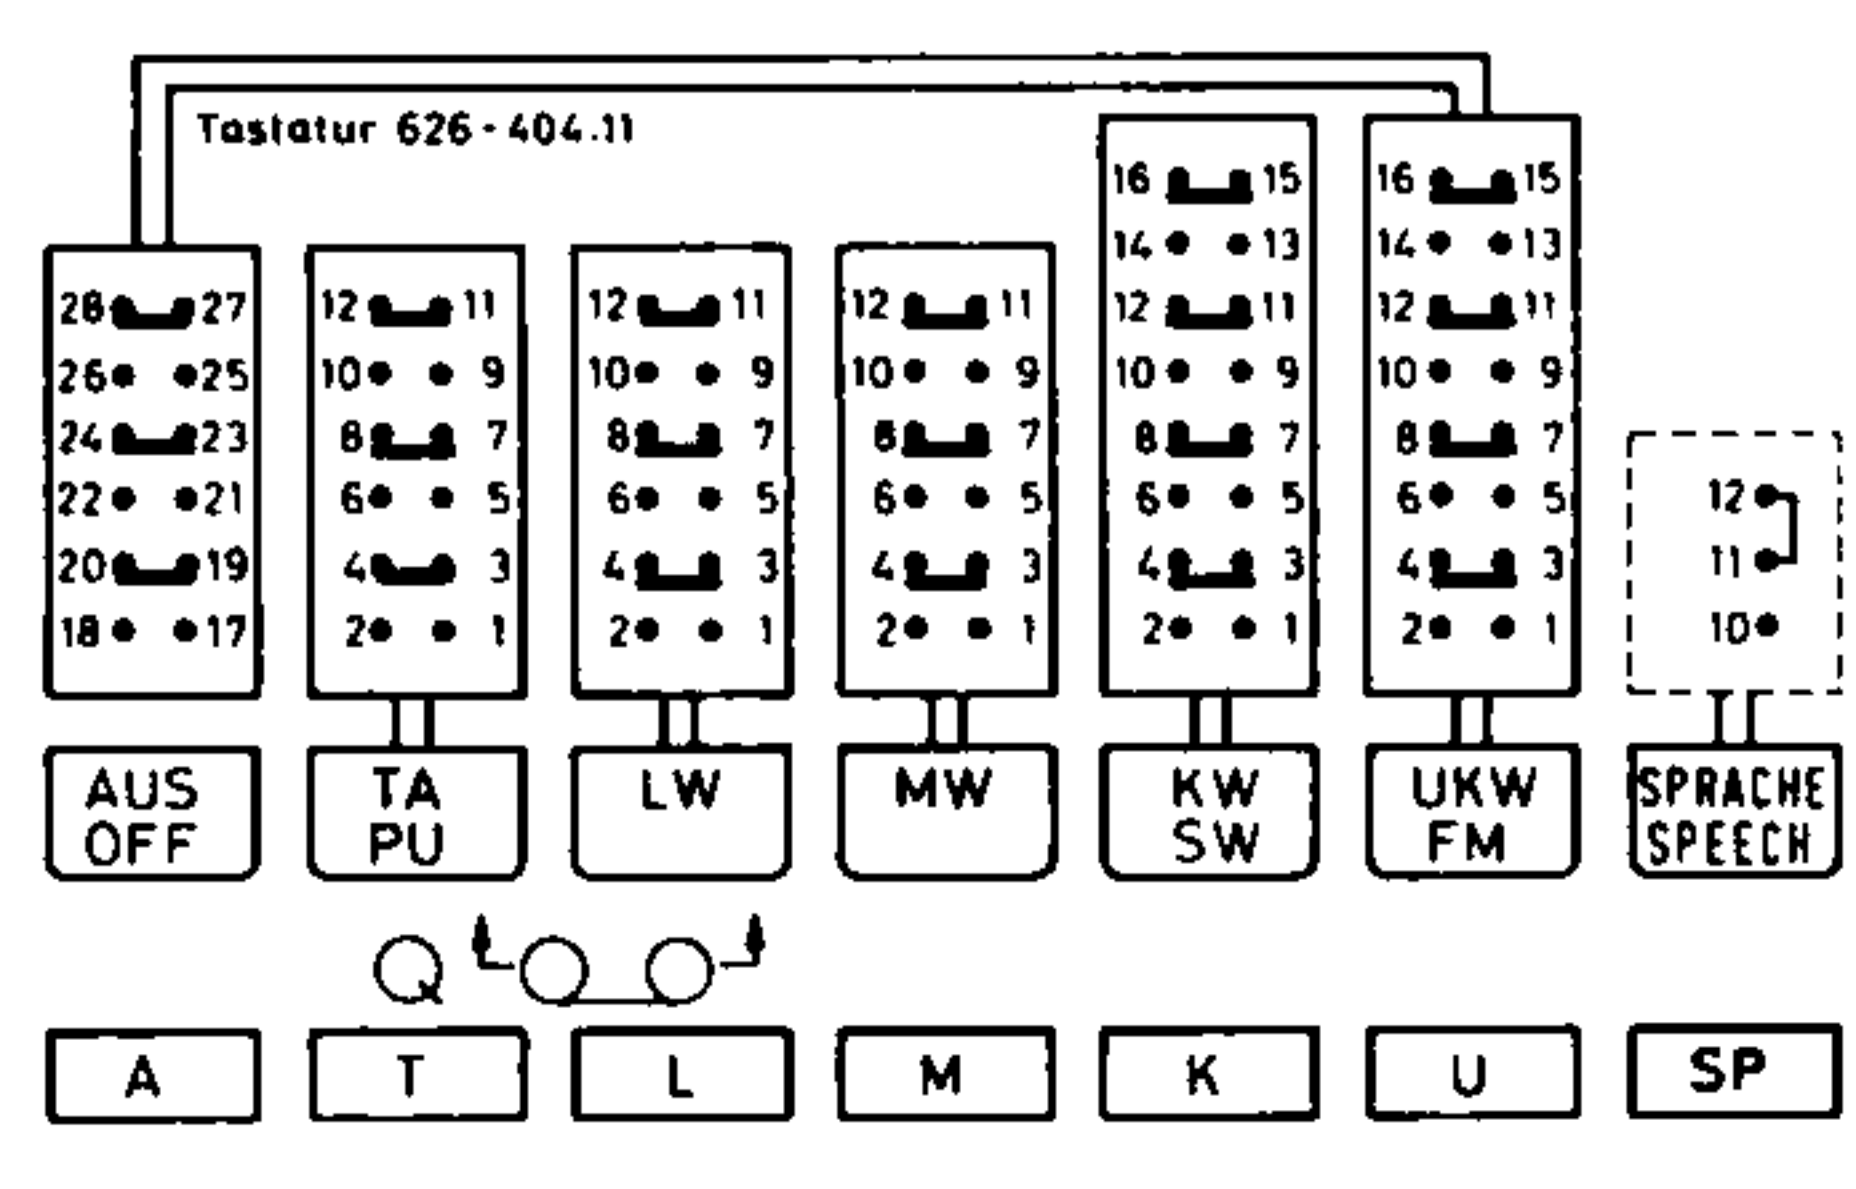 Tastatur 626-404.11
16 15 16 15
14 13 14 13
28 27 12 11 12 11 12 11 12 11 12 11
26 25 10 9 10 9 10 9 10 9 10 9
24 23 8 7 8 7 8 7 8 7 8 7
22 21 6 5 6 5 6 5 6 5 6 5 12
20 19 4 3 4 3 4 3 4 3 4 3 11
18 17 2 1 2 1 2 1 2 1 2 1 10
AUS TA LW MW KW UKW SPRACHE
OFF PU SW FM SPEECH
A T L M K U SP